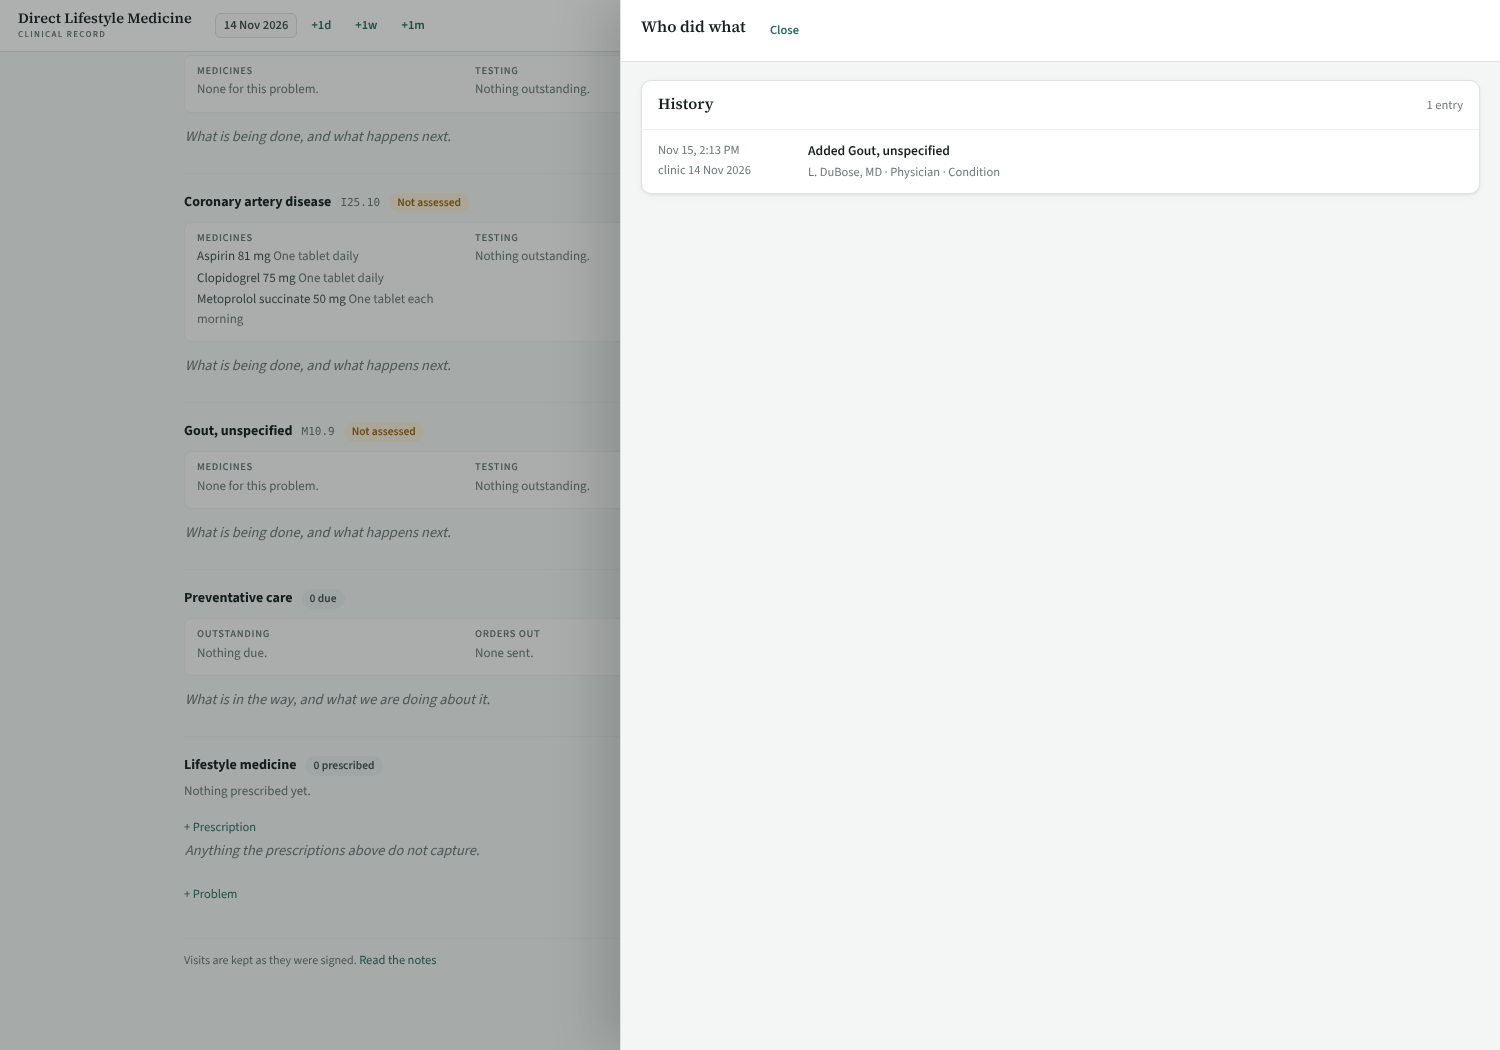 Direct Lifestyle Medicine
CLINICAL RECORD
14 Nov 2026 +1d +1w +1m
MEDICINES TESTING
None for this problem. Nothing outstanding.
What is being done, and what happens next.
Coronary artery disease I25.10 Not assessed
MEDICINES TESTING
Aspirin 81 mg One tablet daily Nothing outstanding.
Clopidogrel 75 mg One tablet daily
Metoprolol succinate 50 mg One tablet each
morning
What is being done, and what happens next.
Gout, unspecified M10.9 Not assessed
MEDICINES TESTING
None for this problem. Nothing outstanding.
What is being done, and what happens next.
Preventative care 0 due
OUTSTANDING ORDERS OUT
Nothing due. None sent.
What is in the way, and what we are doing about it.
Lifestyle medicine 0 prescribed
Nothing prescribed yet.
+ Prescription
Anything the prescriptions above do not capture.
+ Problem
Visits are kept as they were signed. Read the notes
Who did what Close
History 1 entry
Nov 15, 2:13 PM Added Gout, unspecified
clinic 14 Nov 2026 L. DuBose, MD · Physician · Condition